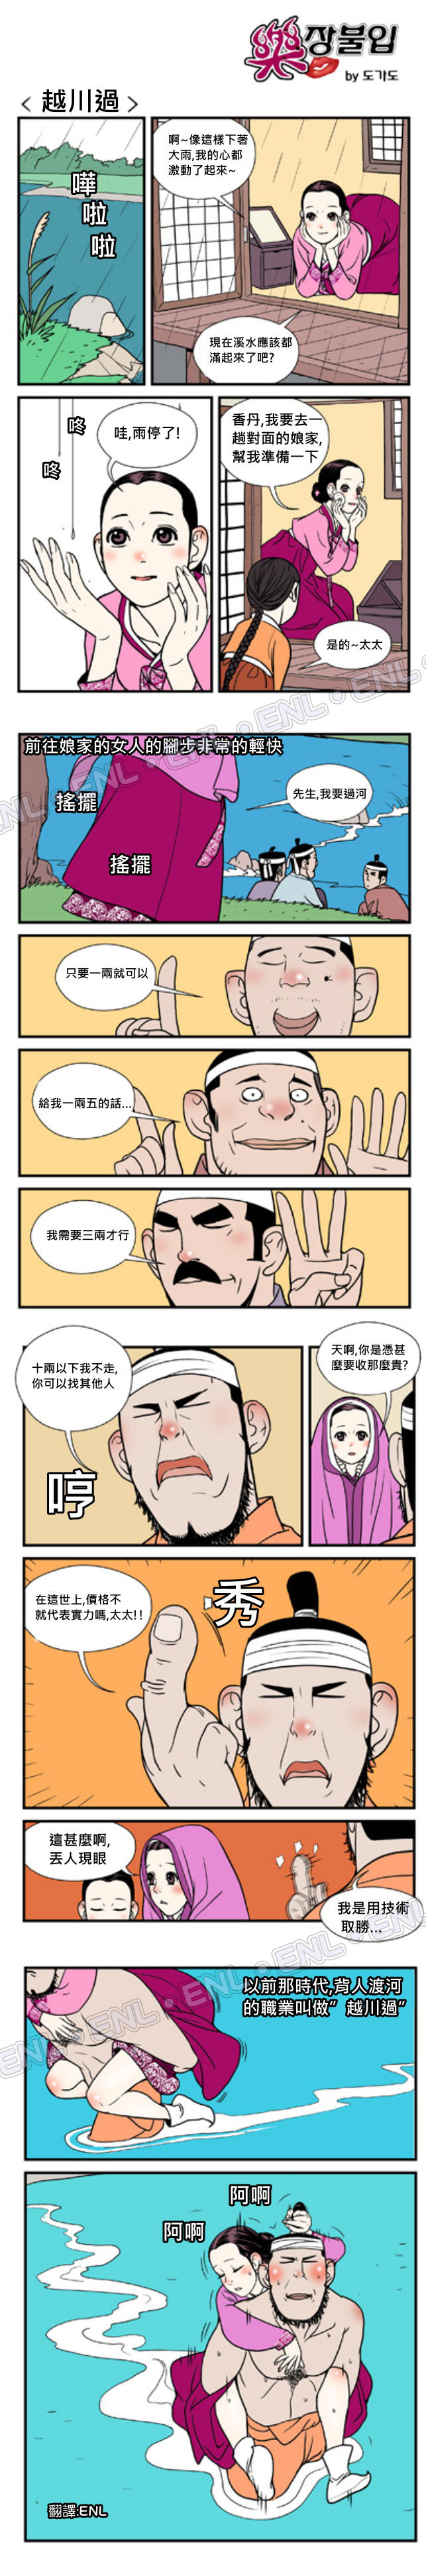 樂장불입
by 도가도
< 越川過 >
嘩
啦
啦
啊~像這樣下著
大雨,我的心都
激動了起來~
現在溪水應該都
滿起來了吧?
咚
咚
哇,雨停了!
香丹,我要去一
趟對面的娘家,
幫我準備一下
是的~太太
前往娘家的女人的腳步非常的輕快
搖擺
搖擺
先生,我要過河
只要一兩就可以
給我一兩五的話...
我需要三兩才行
十兩以下我不走,
你可以找其他人
哼
天啊,你是憑甚
麼要收那麼貴?
在這世上,價格不
就代表實力嗎,太太!!
秀
這甚麼啊,
丟人現眼
我是用技術
取勝...
以前那時代,背人渡河
的職業叫做”越川過”
阿啊
阿啊
翻譯:ENL
ENL
ENL
ENL
ENL
ENL
ENL
ENL
ENL
ENL